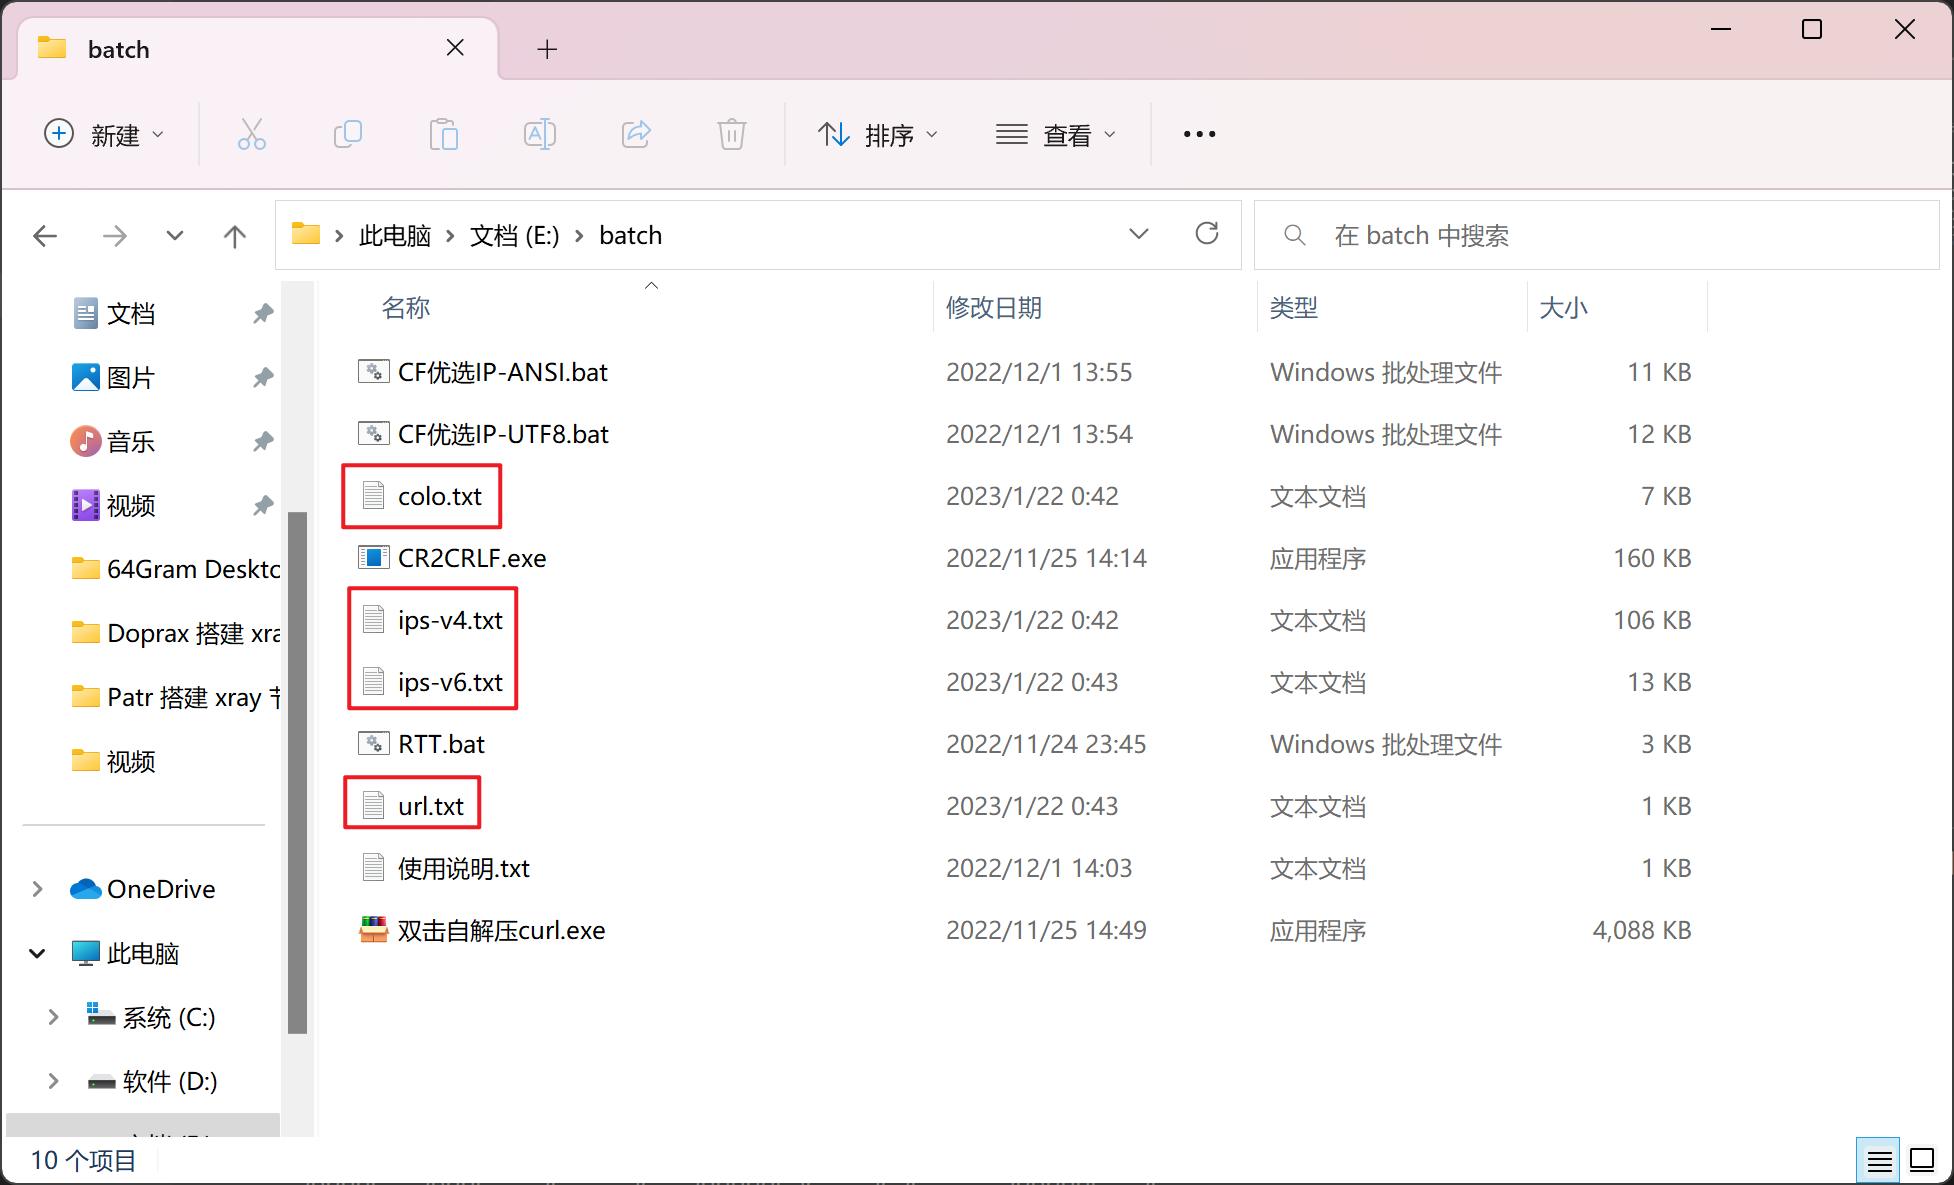 batch
新建
排序
查看
此电脑 文档 (E:) batch
在 batch 中搜索
文档
图片
音乐
视频
64Gram Deskto
Doprax 搭建 xra
Patr 搭建 xray
视频
OneDrive
此电脑
系统 (C:)
软件 (D:)
名称 修改日期 类型 大小
CF优选IP-ANSI.bat 2022/12/1 13:55 Windows 批处理文件 11 KB
CF优选IP-UTF8.bat 2022/12/1 13:54 Windows 批处理文件 12 KB
colo.txt 2023/1/22 0:42 文本文档 7 KB
CR2CRLF.exe 2022/11/25 14:14 应用程序 160 KB
ips-v4.txt 2023/1/22 0:42 文本文档 106 KB
ips-v6.txt 2023/1/22 0:43 文本文档 13 KB
RTT.bat 2022/11/24 23:45 Windows 批处理文件 3 KB
url.txt 2023/1/22 0:43 文本文档 1 KB
使用说明.txt 2022/12/1 14:03 文本文档 1 KB
双击自解压curl.exe 2022/11/25 14:49 应用程序 4,088 KB
10 个项目